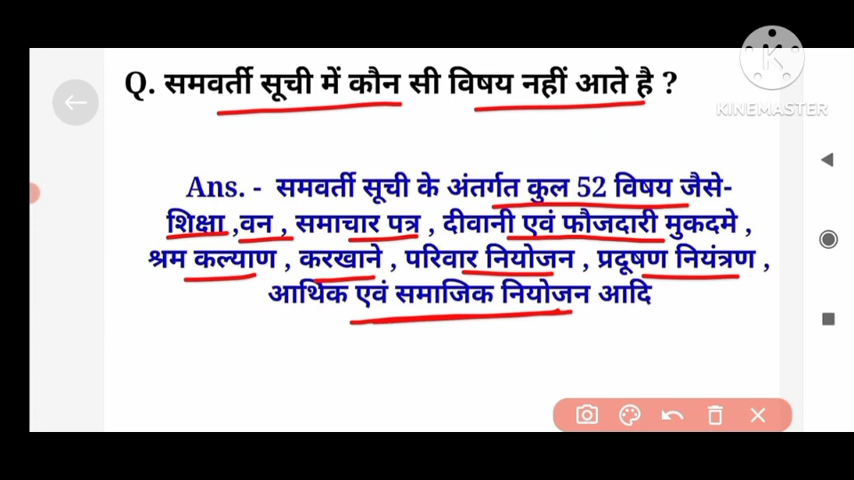 Q. समवर्ती सूची में कौन सी विषय नहीं आते है ?
K
KINEMASTER
Ans. - समवर्ती सूची के अंतर्गत कुल 52 विषय जैसे-
शिक्षा ,वन , समाचार पत्र , दीवानी एवं फौजदारी मुकदमे ,
श्रम कल्याण , करखाने , परिवार नियोजन , प्रदूषण नियंत्रण ,
आर्थिक एवं समाजिक नियोजन आदि